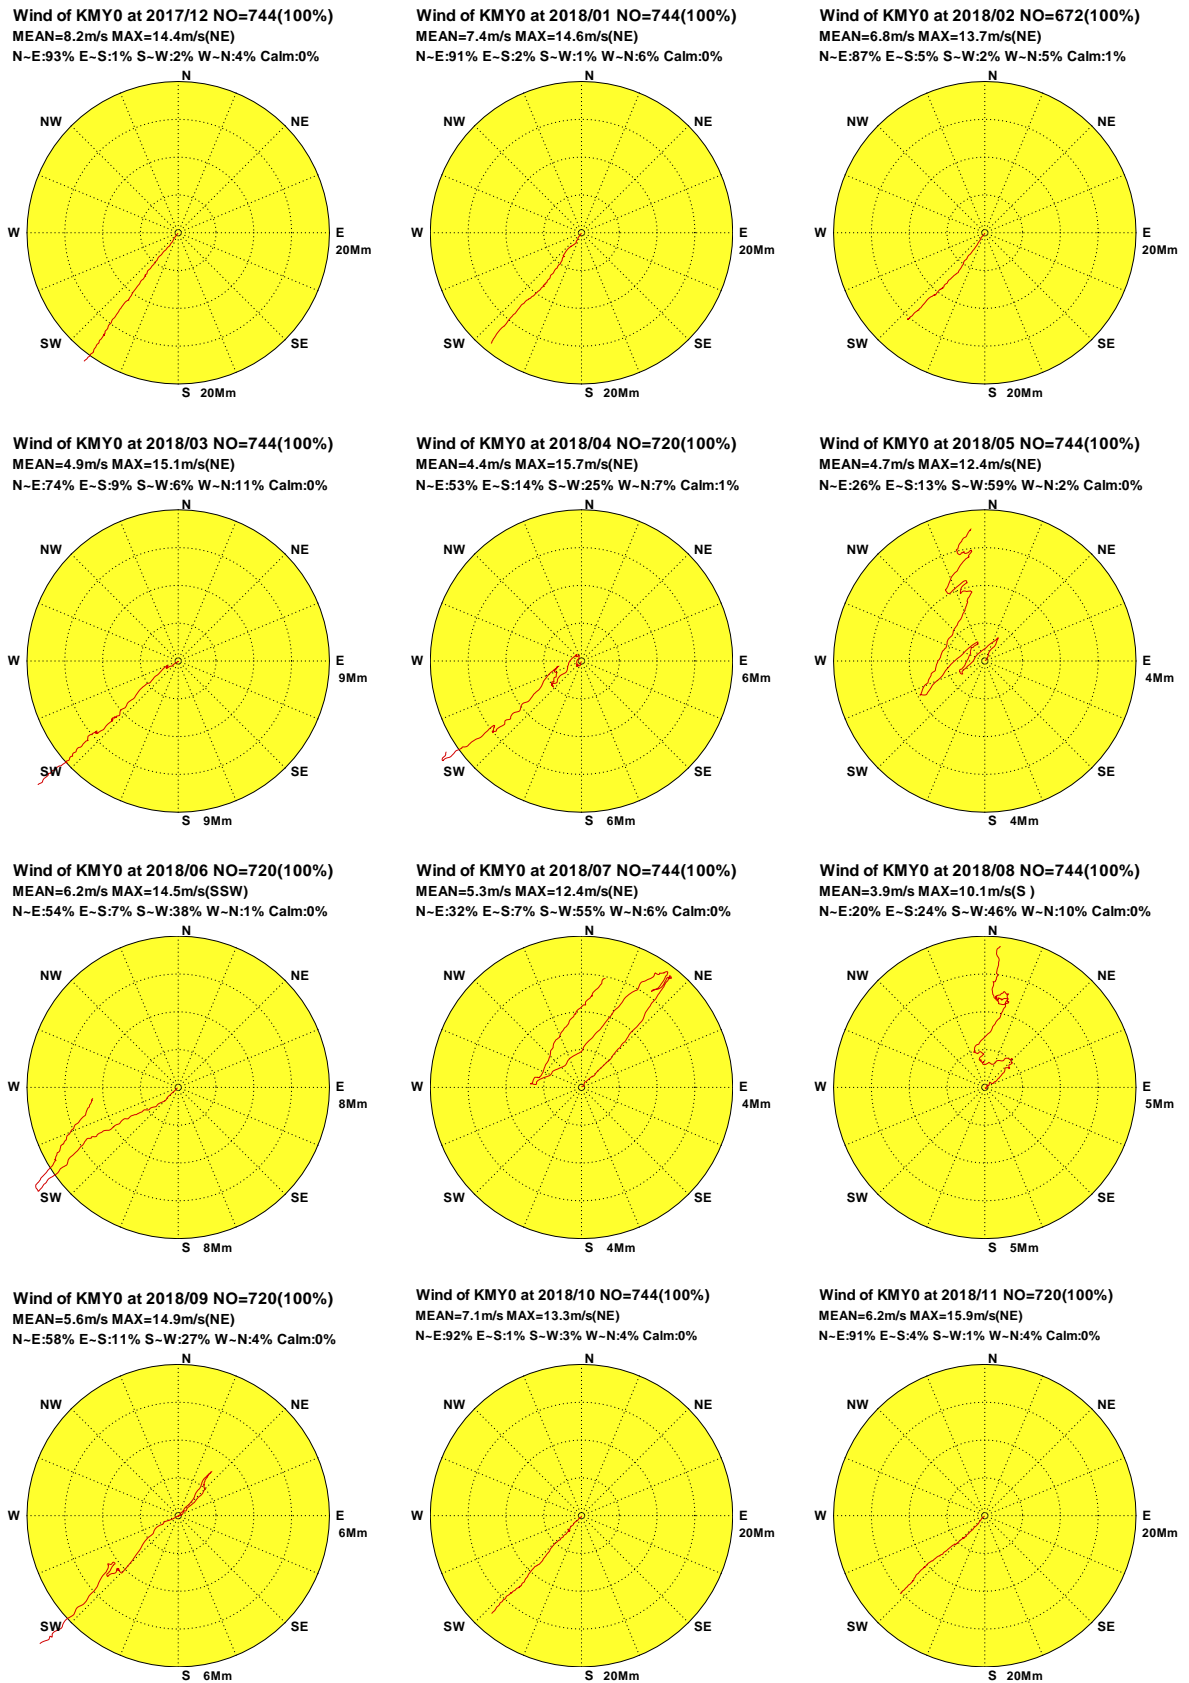 Wind of KMY0 at 2017/12 NO=744(100%)
MEAN=8.2m/s MAX=14.4m/s(NE)
N~E:93% E~S:1% S~W:2% W~N:4% Calm:0%
N
NW
NE
W
E
20Mm
SW
SE
S 20Mm
Wind of KMY0 at 2018/01 NO=744(100%)
MEAN=7.4m/s MAX=14.6m/s(NE)
N~E:91% E~S:2% S~W:1% W~N:6% Calm:0%
N
NW
NE
W
E
20Mm
SW
SE
S 20Mm
Wind of KMY0 at 2018/02 NO=672(100%)
MEAN=6.8m/s MAX=13.7m/s(NE)
N~E:87% E~S:5% S~W:2% W~N:5% Calm:1%
N
NW
NE
W
E
20Mm
SW
SE
S 20Mm
Wind of KMY0 at 2018/03 NO=744(100%)
MEAN=4.9m/s MAX=15.1m/s(NE)
N~E:74% E~S:9% S~W:6% W~N:11% Calm:0%
N
NW
NE
W
E
9Mm
SW
SE
S 9Mm
Wind of KMY0 at 2018/04 NO=720(100%)
MEAN=4.4m/s MAX=15.7m/s(NE)
N~E:53% E~S:14% S~W:25% W~N:7% Calm:1%
N
NW
NE
W
E
6Mm
SW
SE
S 6Mm
Wind of KMY0 at 2018/05 NO=744(100%)
MEAN=4.7m/s MAX=12.4m/s(NE)
N~E:26% E~S:13% S~W:59% W~N:2% Calm:0%
N
NW
NE
W
E
4Mm
SW
SE
S 4Mm
Wind of KMY0 at 2018/06 NO=720(100%)
MEAN=6.2m/s MAX=14.5m/s(SSW)
N~E:54% E~S:7% S~W:38% W~N:1% Calm:0%
N
NW
NE
W
E
8Mm
SW
SE
S 8Mm
Wind of KMY0 at 2018/07 NO=744(100%)
MEAN=5.3m/s MAX=12.4m/s(NE)
N~E:32% E~S:7% S~W:55% W~N:6% Calm:0%
N
NW
NE
W
E
4Mm
SW
SE
S 4Mm
Wind of KMY0 at 2018/08 NO=744(100%)
MEAN=3.9m/s MAX=10.1m/s(S )
N~E:20% E~S:24% S~W:46% W~N:10% Calm:0%
N
NW
NE
W
E
5Mm
SW
SE
S 5Mm
Wind of KMY0 at 2018/09 NO=720(100%)
MEAN=5.6m/s MAX=14.9m/s(NE)
N~E:58% E~S:11% S~W:27% W~N:4% Calm:0%
N
NW
NE
W
E
6Mm
SW
SE
S 6Mm
Wind of KMY0 at 2018/10 NO=744(100%)
MEAN=7.1m/s MAX=13.3m/s(NE)
N~E:92% E~S:1% S~W:3% W~N:4% Calm:0%
N
NW
NE
W
E
20Mm
SW
SE
S 20Mm
Wind of KMY0 at 2018/11 NO=720(100%)
MEAN=6.2m/s MAX=15.9m/s(NE)
N~E:91% E~S:4% S~W:1% W~N:4% Calm:0%
N
NW
NE
W
E
20Mm
SW
SE
S 20Mm